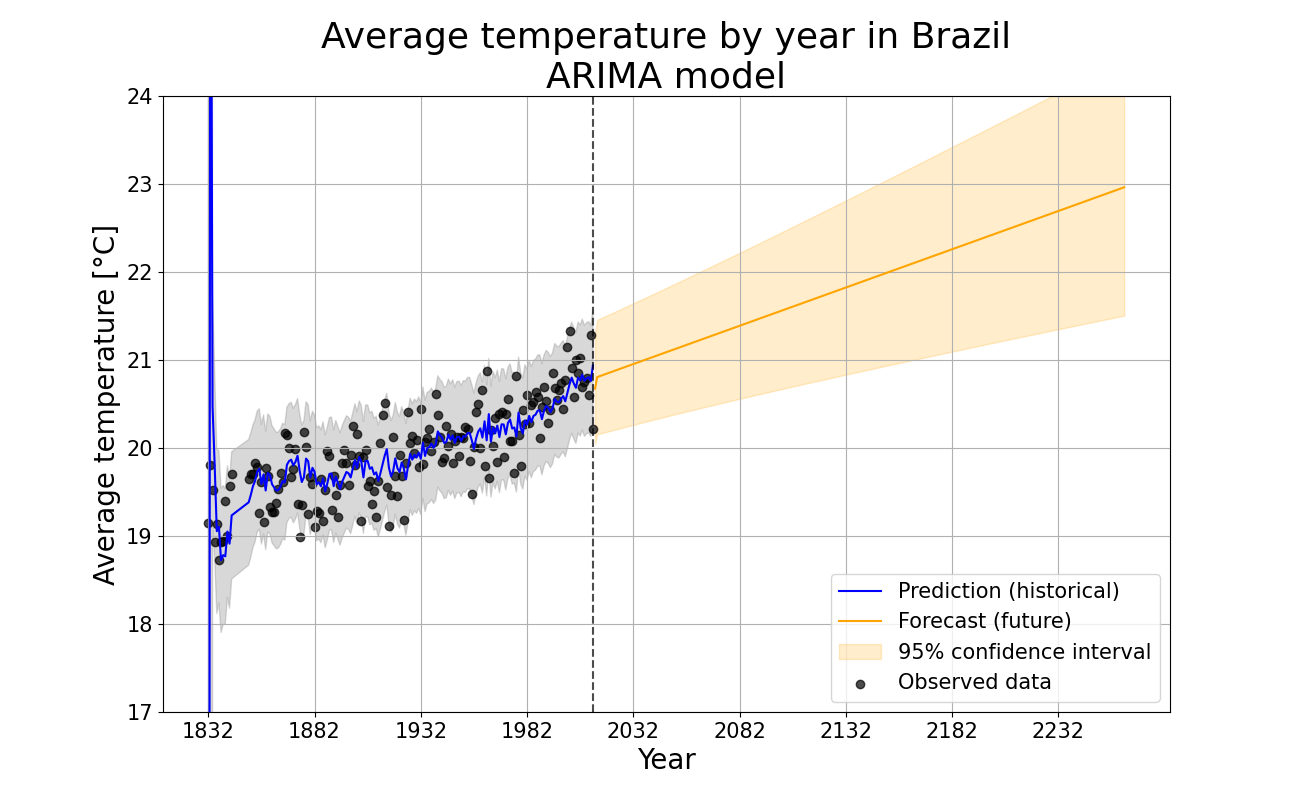 Average temperature by year in Brazil
ARIMA model
Average temperature [°C]
24
23
22
21
20
19
18
17
1832
1882
1932
1982
2032
2082
2132
2182
2232
Year
Prediction (historical)
Forecast (future)
95% confidence interval
Observed data